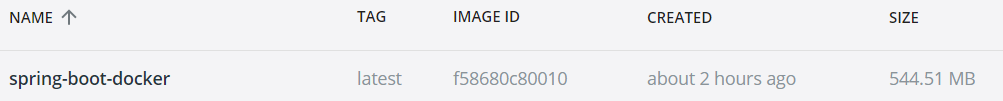 NAME ↑ TAG IMAGE ID CREATED SIZE
spring-boot-docker latest f58680c80010 about 2 hours ago 544.51 MB